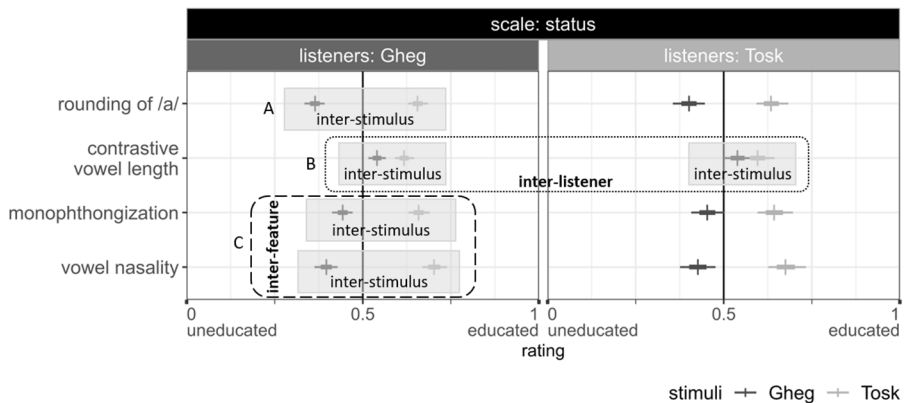 scale: status
listeners: Gheg
listeners: Tosk
rounding of /a/
A
inter-stimulus
contrastive
vowel length
B
inter-stimulus
inter-stimulus
inter-listener
monophthongization
inter-stimulus
C
inter-feature
vowel nasality
inter-stimulus
0 0.5 1 0 0.5 1
uneducated educated uneducated educated
rating
stimuli Gheg Tosk